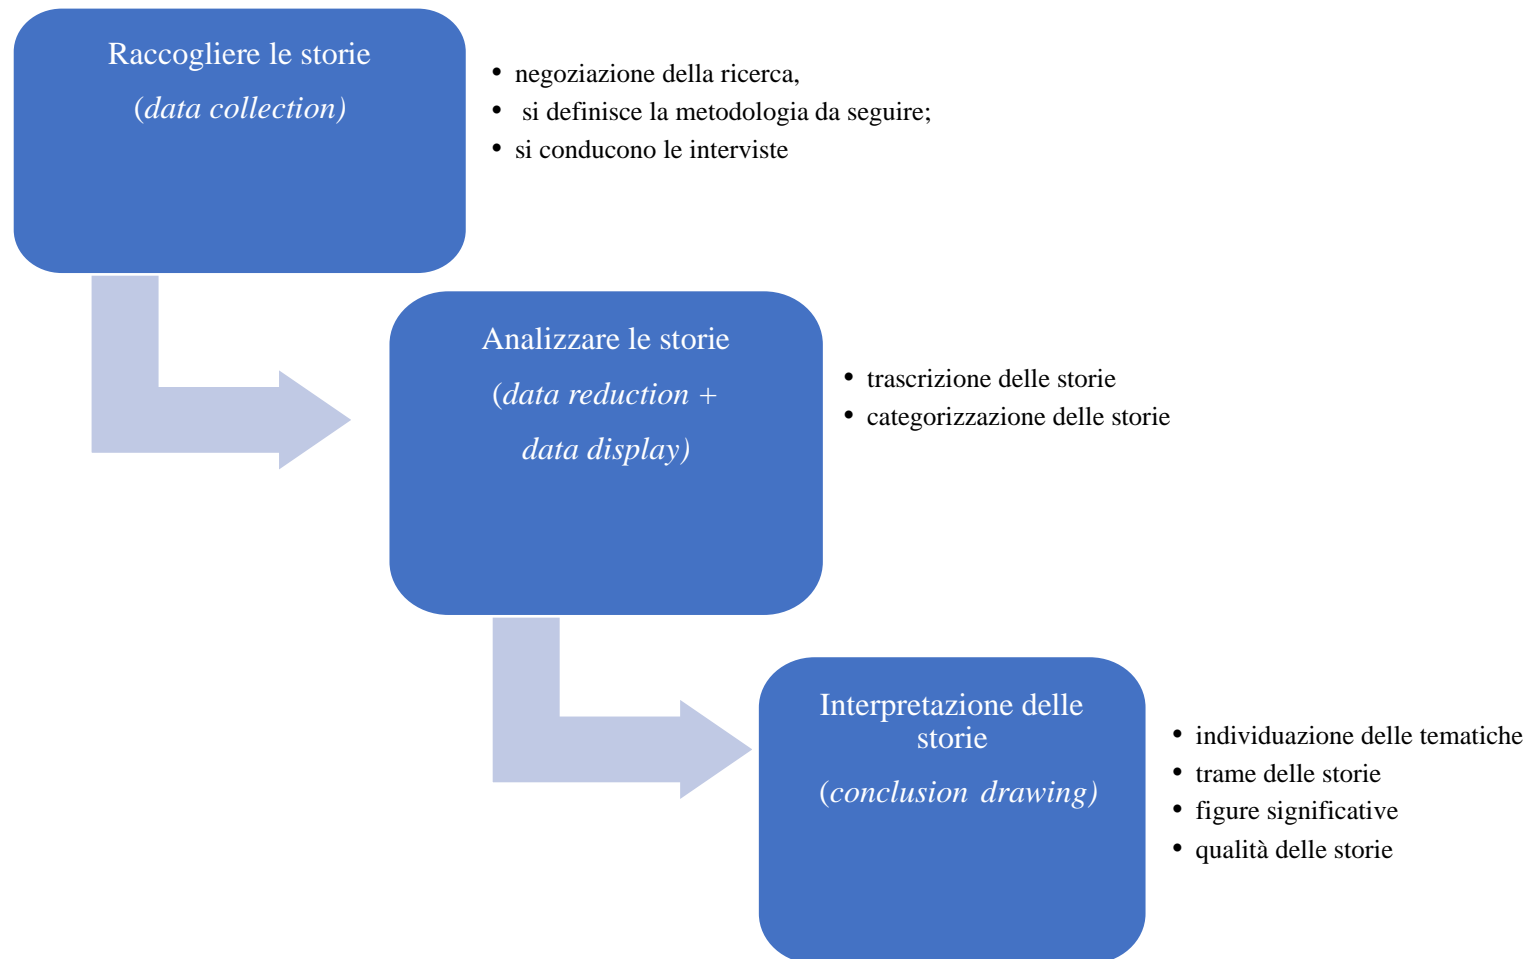 Raccogliere le storie
(data collection)
• negoziazione della ricerca,
• si definisce la metodologia da seguire;
• si conducono le interviste
Analizzare le storie
(data reduction +
data display)
• trascrizione delle storie
• categorizzazione delle storie
Interpretazione delle
storie
(conclusion drawing)
• individuazione delle tematiche
• trame delle storie
• figure significative
• qualità delle storie